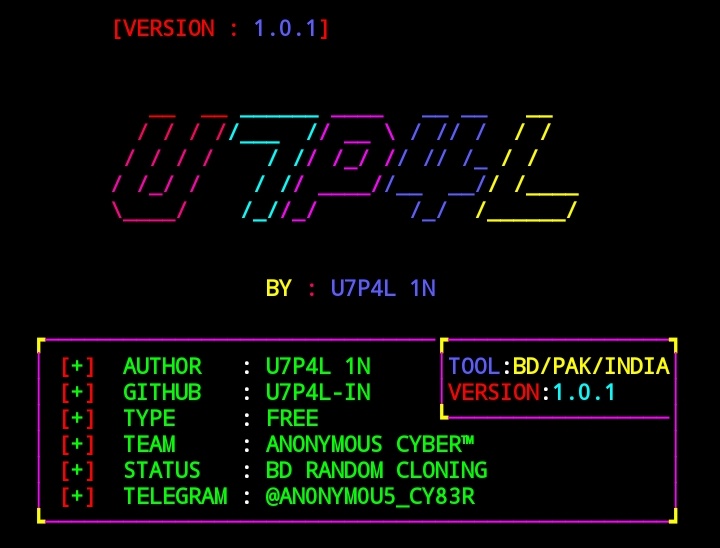 [VERSION : 1.0.1]
U7P4L
BY : U7P4L 1N
TOOL:BD/PAK/INDIA
VERSION:1.0.1
[+] AUTHOR : U7P4L 1N
[+] GITHUB : U7P4L-IN
[+] TYPE : FREE
[+] TEAM : ANONYMOUS CYBER™
[+] STATUS : BD RANDOM CLONING
[+] TELEGRAM : @ANONYMOU5_CY83R